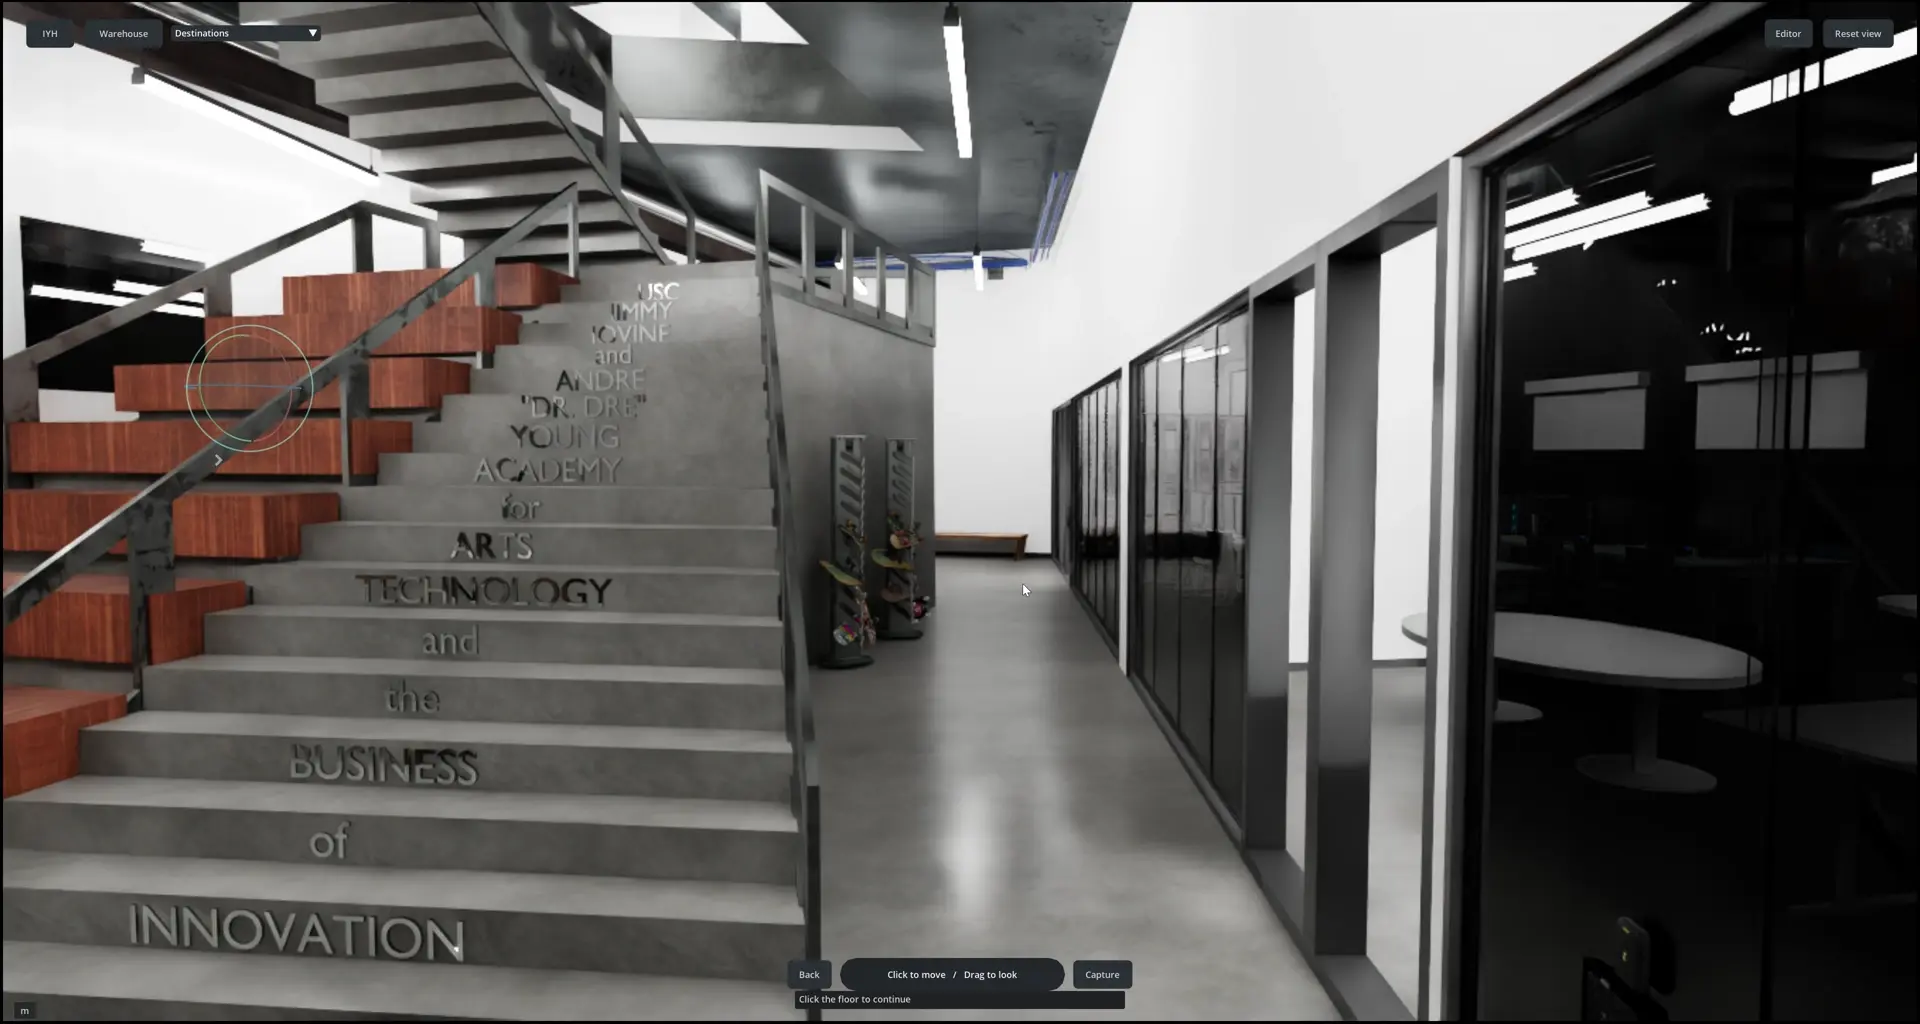 IYH
Warehouse
Destinations
Editor
Reset view
USC
JIMMY
IOVINE
and
ANDRE
"DR. DRE"
YOUNG
ACADEMY
for
ARTS
TECHNOLOGY
and
the
BUSINESS
of
INNOVATION
Back
Click to move / Drag to look
Capture
Click the floor to continue
m